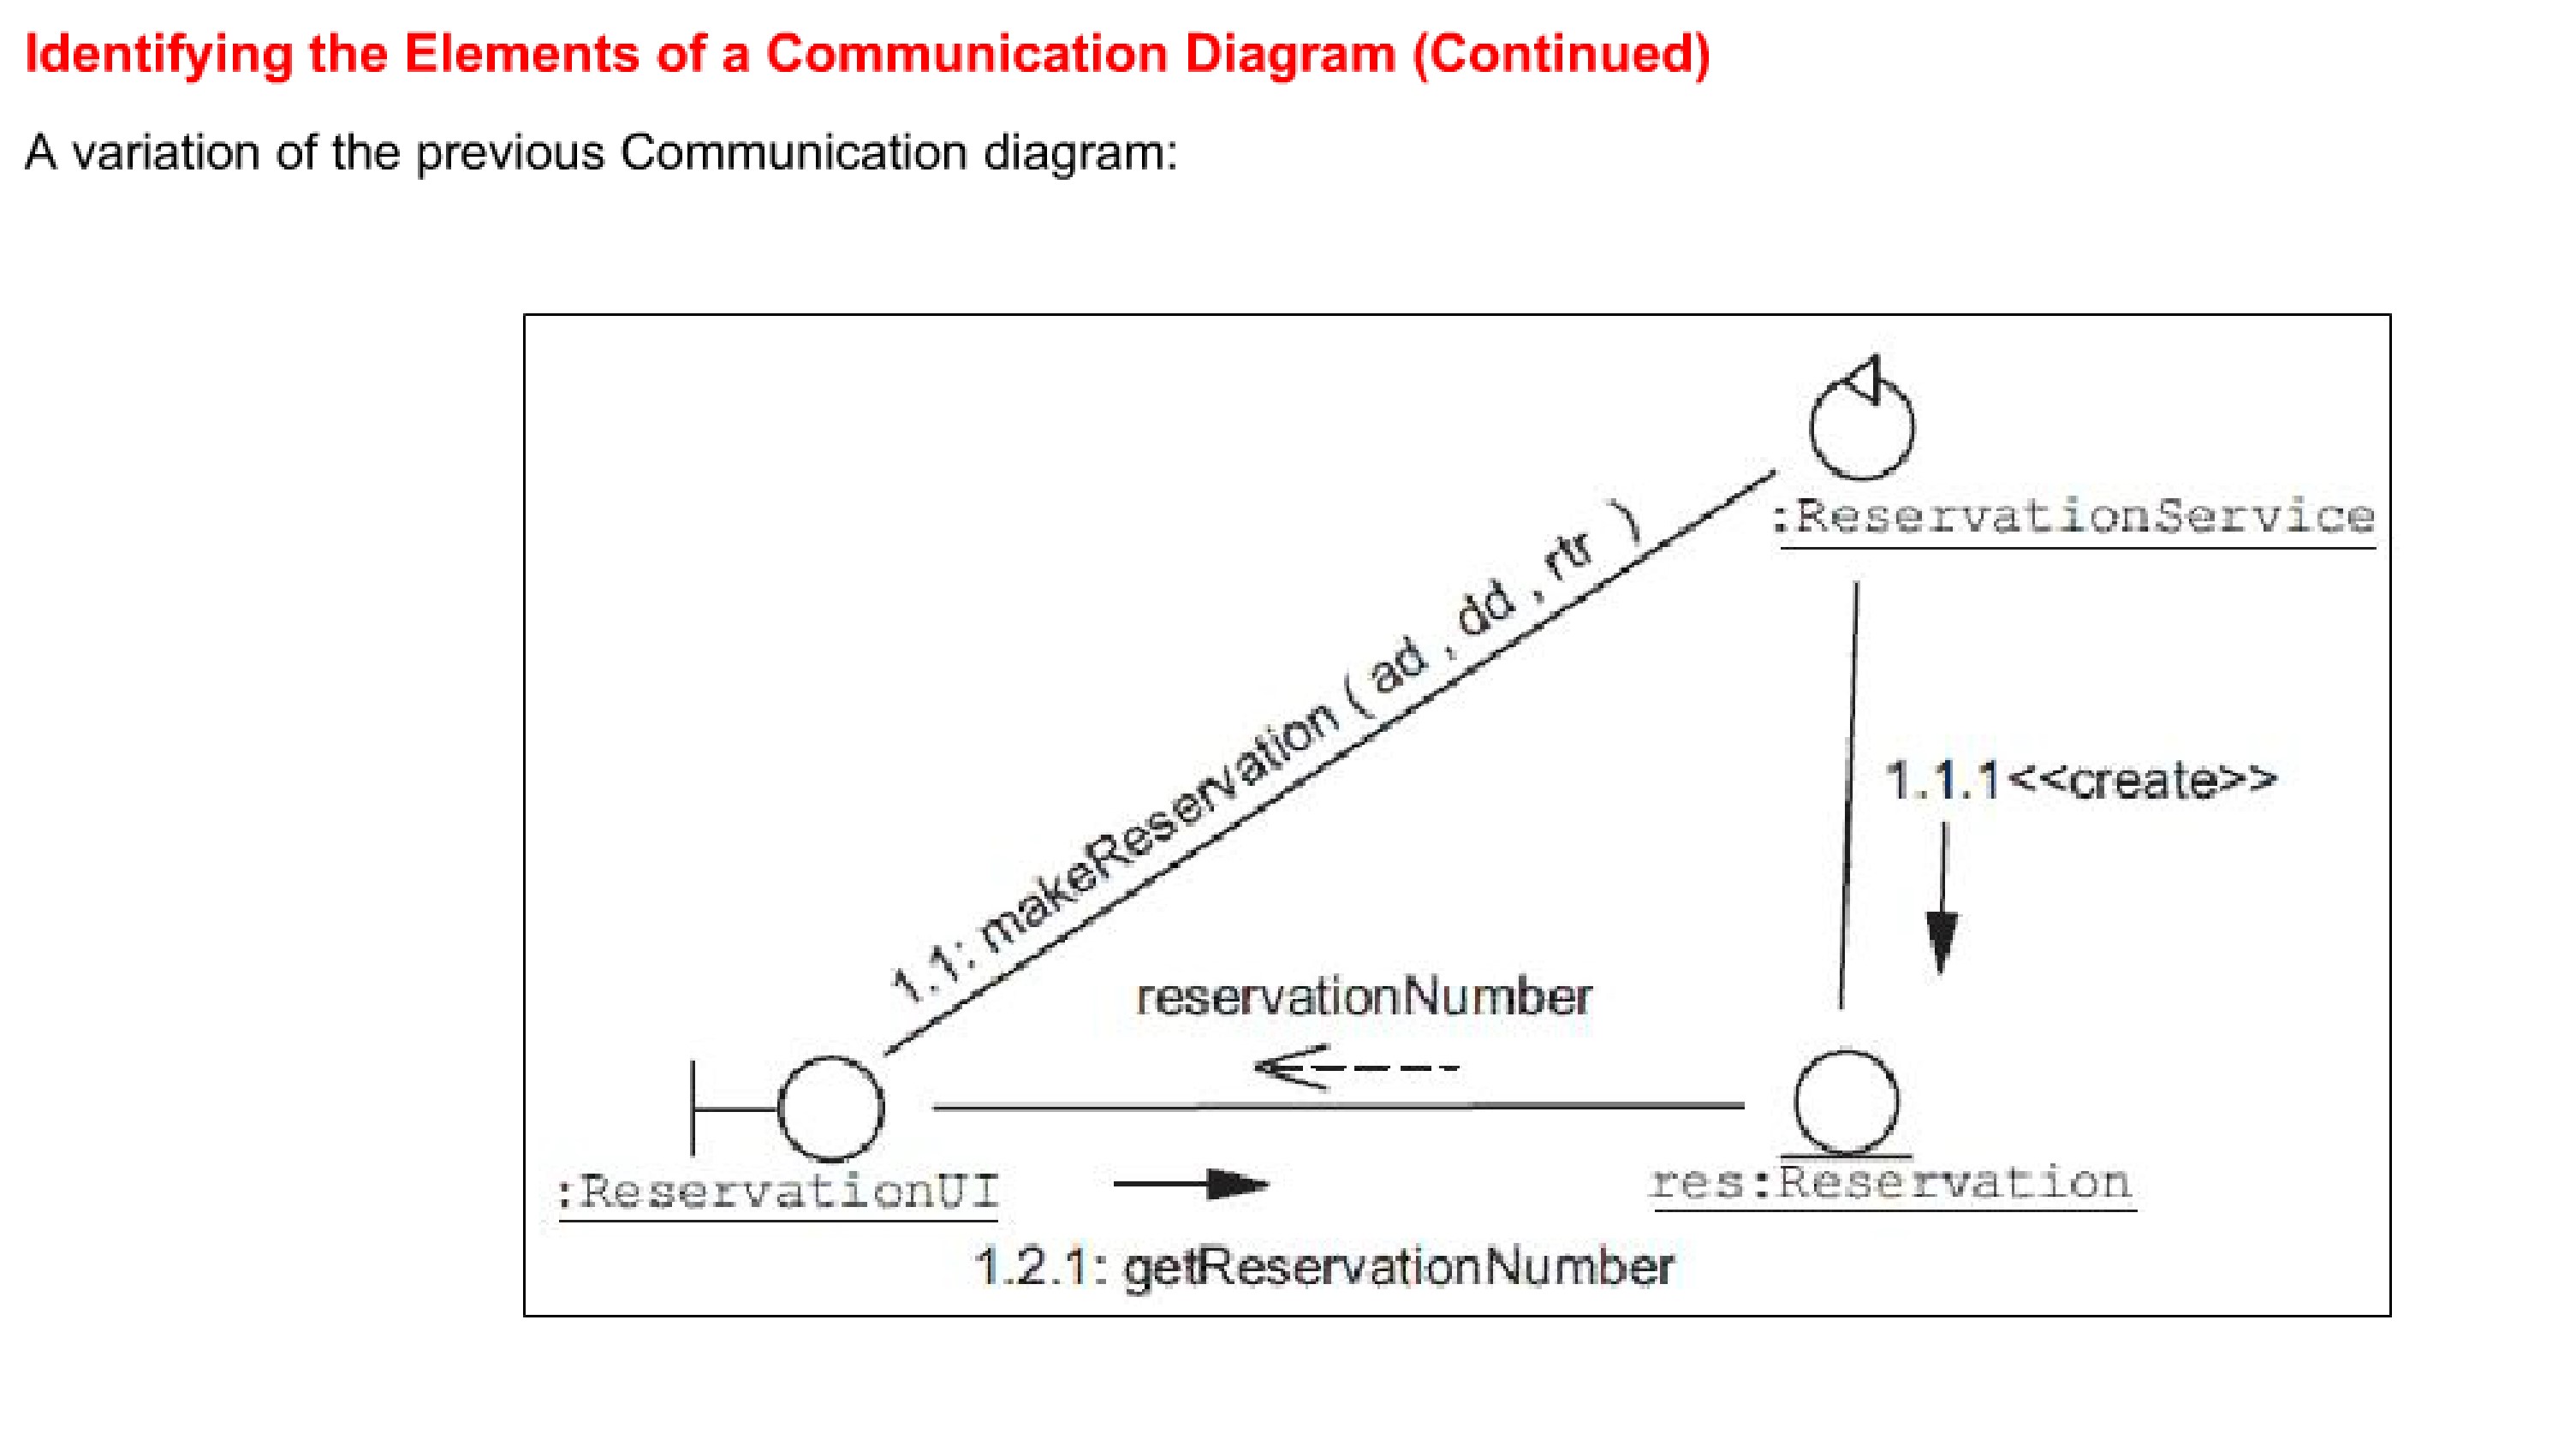 Identifying the Elements of a Communication Diagram (Continued)
A variation of the previous Communication diagram:
:ReservationService
1.1: makeReservation ( ad , dd , rtr )
1.1.1<<create>>
reservationNumber
:ReservationUI
res:Reservation
1.2.1: getReservationNumber